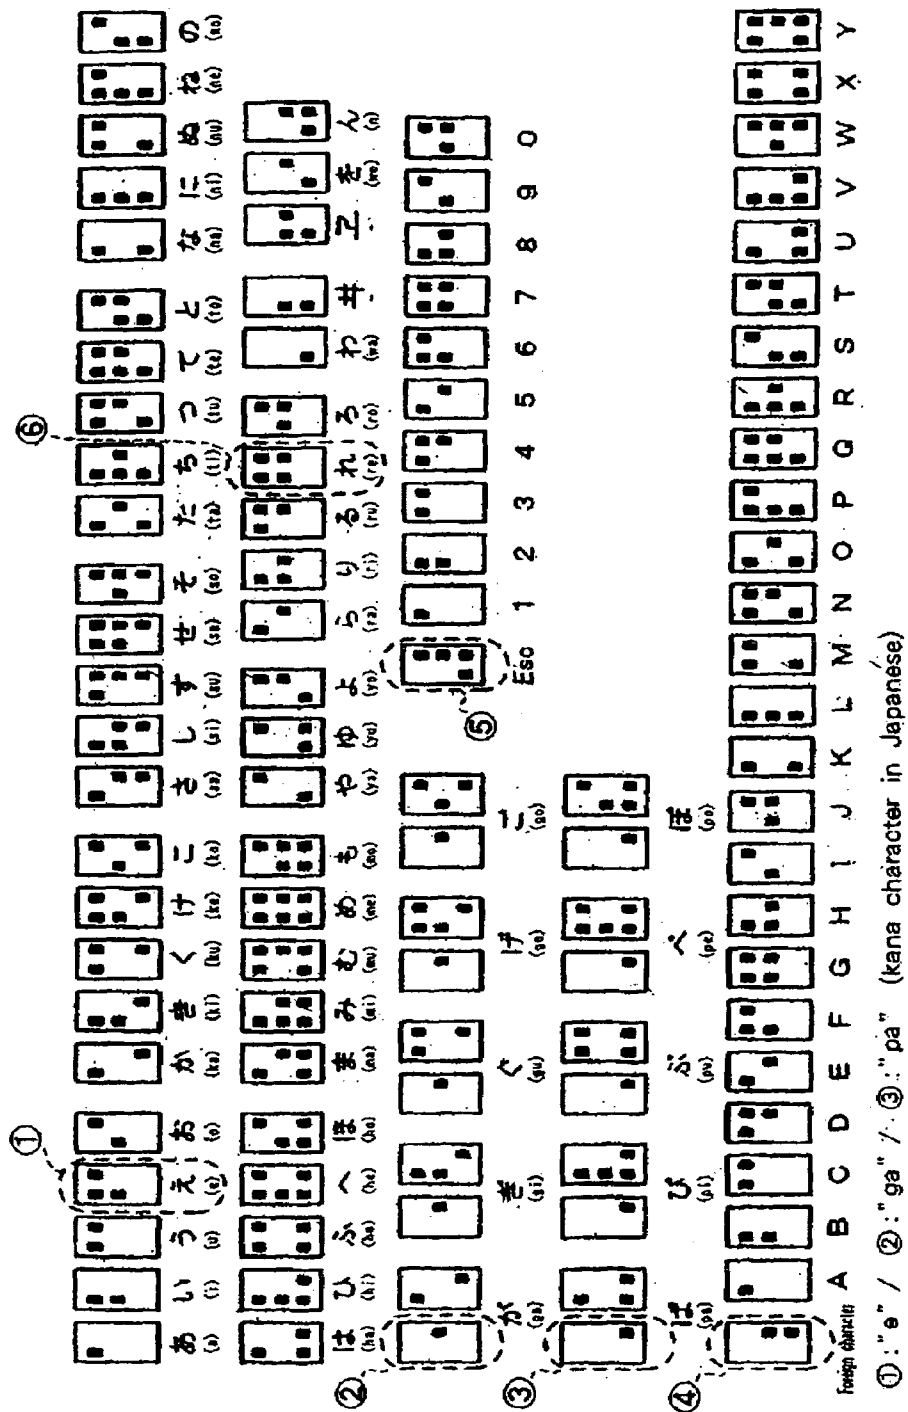 ① ⑥
あ い う え お か き く け こ さ し す せ そ た ち つ て と な に ぬ ね の
(a) (i) (u) (e) (o) (ka) (ki) (ku) (ke) (ko) (sa) (si) (su) (se) (so) (ta) (ti) (tu) (te) (to) (na) (ni) (nu) (ne) (no)
は ひ ふ へ ほ ま み む め も や ゆ よ ら り る れ ろ わ ヰ ヱ を ん
(ha) (hi) (hu) (he) (ho) (ma) (mi) (mu) (me) (mo) (ya) (yu) (yo) (ra) (ri) (ru) (re) (ro) (wa) (wo) (n)
② ⑤
が ぎ ぐ げ ご Esc 1 2 3 4 5 6 7 8 9 0
(ga) (gi) (gu) (ge) (go)
③
ぱ ぴ ぷ ぺ ぽ
(pa) (pi) (pu) (pe) (po)
④
Foreign character A B C D E F G H I J K L M N O P Q R S T U V W X Y
①:"e" / ②:"ga" / ③:"pa" (kana character in Japanese)